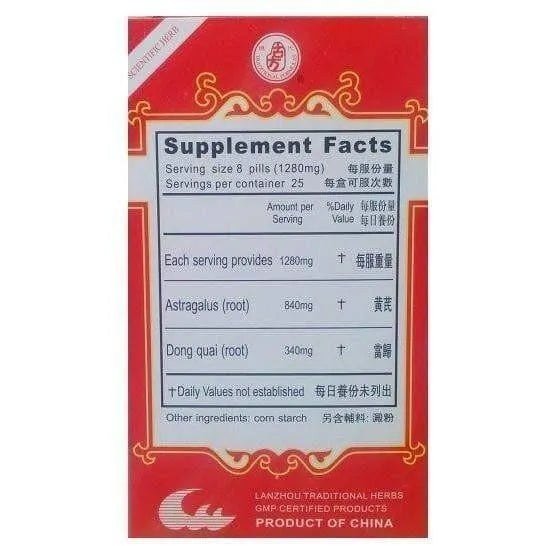 SCIENTIFIC HERB
Supplement Facts
Serving size 8 pills (1280mg) 每服份量
Servings per container 25 每盒可服次數
Amount per Serving %Daily Value 每服份量 每日養份
Each serving provides 1280mg † 每服重量
Astragalus (root) 840mg † 黃芪
Dong quai (root) 340mg † 當歸
†Daily Values not established 每日養份未列出
Other ingredients: corn starch 另含輔料: 澱粉
LANZHOU TRADITIONAL HERBS
GMP CERTIFIED PRODUCTS
PRODUCT OF CHINA